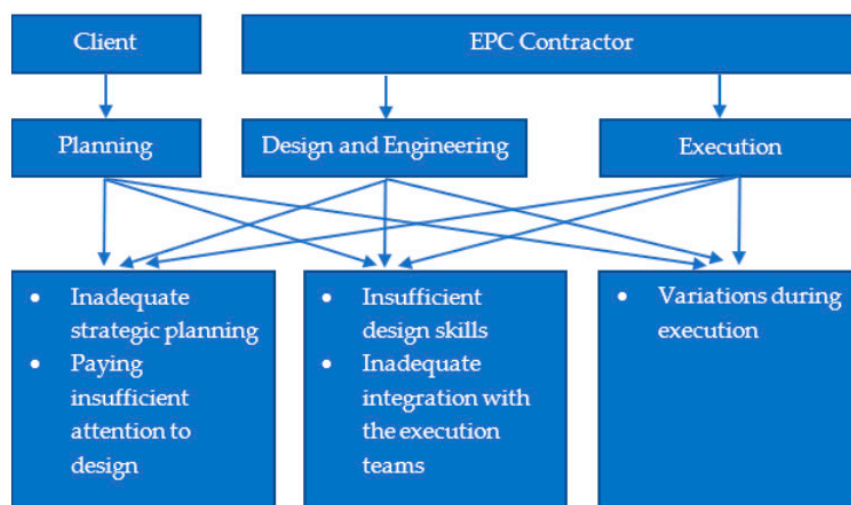 Client
EPC Contractor
Planning
Design and Engineering
Execution
• Inadequate
strategic planning
• Paying
insufficient
attention to
design
• Insufficient
design skills
• Inadequate
integration with
the execution
teams
• Variations during
execution